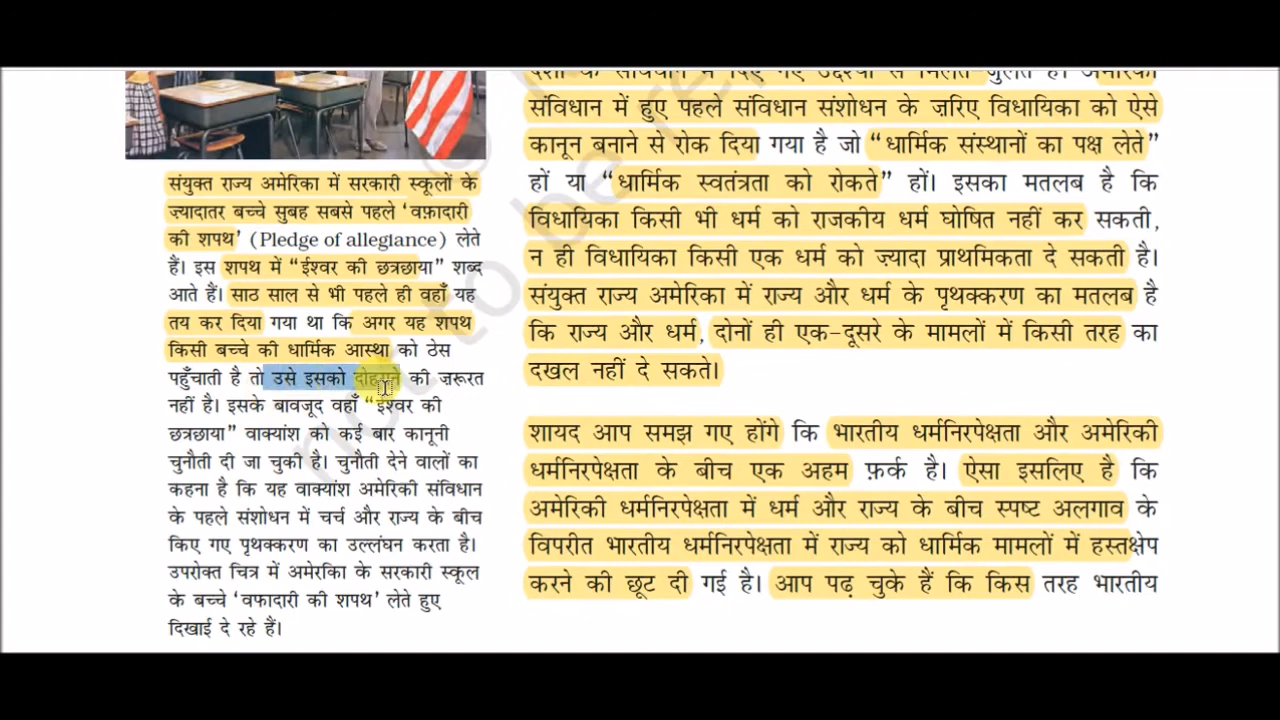 संयुक्त राज्य अमेरिका में सरकारी स्कूलों के
ज़्यादातर बच्चे सुबह सबसे पहले ‘वफ़ादारी
की शपथ’ (Pledge of allegiance) लेते
हैं। इस शपथ में “ईश्वर की छत्रछाया” शब्द
आते हैं। साठ साल से भी पहले ही वहाँ यह
तय कर दिया गया था कि अगर यह शपथ
किसी बच्चे की धार्मिक आस्था को ठेस
पहुँचाती है तो उसे इसको दोहराने की ज़रूरत
नहीं है। इसके बावजूद वहाँ “ईश्वर की
छत्रछाया” वाक्यांश को कई बार कानूनी
चुनौती दी जा चुकी है। चुनौती देने वालों का
कहना है कि यह वाक्यांश अमेरिकी संविधान
के पहले संशोधन में चर्च और राज्य के बीच
किए गए पृथक्करण का उल्लंघन करता है।
उपरोक्त चित्र में अमेरकिा के सरकारी स्कूल
के बच्चे ‘वफादारी की शपथ’ लेते हुए
दिखाई दे रहे हैं।
देशों के संविधान में दिए गए उद्देश्यों से मिलते जुलते हैं। अमेरिकी
संविधान में हुए पहले संविधान संशोधन के ज़रिए विधायिका को ऐसे
कानून बनाने से रोक दिया गया है जो “धार्मिक संस्थानों का पक्ष लेते”
हों या “धार्मिक स्वतंत्रता को रोकते” हों। इसका मतलब है कि
विधायिका किसी भी धर्म को राजकीय धर्म घोषित नहीं कर सकती,
न ही विधायिका किसी एक धर्म को ज़्यादा प्राथमिकता दे सकती है।
संयुक्त राज्य अमेरिका में राज्य और धर्म के पृथक्करण का मतलब है
कि राज्य और धर्म, दोनों ही एक-दूसरे के मामलों में किसी तरह का
दखल नहीं दे सकते।
शायद आप समझ गए होंगे कि भारतीय धर्मनिरपेक्षता और अमेरिकी
धर्मनिरपेक्षता के बीच एक अहम फ़र्क है। ऐसा इसलिए है कि
अमेरिकी धर्मनिरपेक्षता में धर्म और राज्य के बीच स्पष्ट अलगाव के
विपरीत भारतीय धर्मनिरपेक्षता में राज्य को धार्मिक मामलों में हस्तक्षेप
करने की छूट दी गई है। आप पढ़ चुके हैं कि किस तरह भारतीय